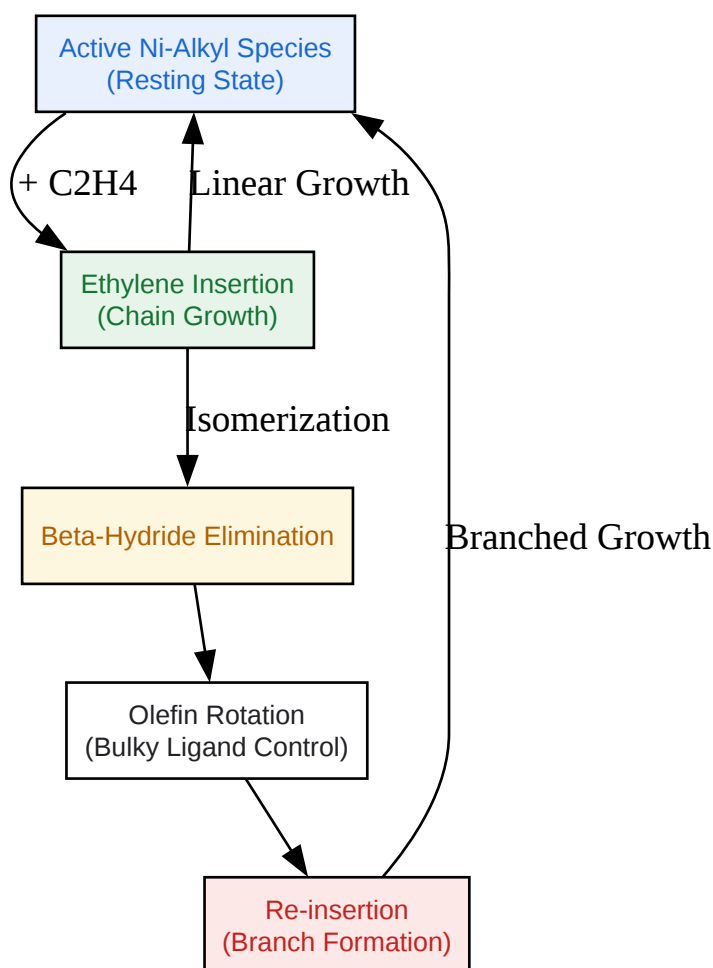 Active Ni-Alkyl Species
(Resting State)
+ C2H4
Linear Growth
Ethylene Insertion
(Chain Growth)
Isomerization
Beta-Hydride Elimination
Branched Growth
Olefin Rotation
(Bulky Ligand Control)
Re-insertion
(Branch Formation)